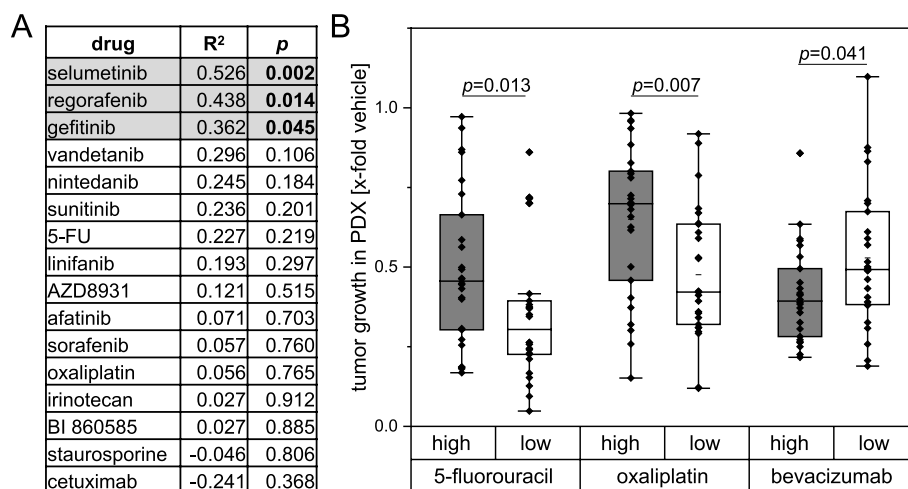 A
drug R² p
selumetinib 0.526 0.002
regorafenib 0.438 0.014
gefitinib 0.362 0.045
vandetanib 0.296 0.106
nintedanib 0.245 0.184
sunitinib 0.236 0.201
5-FU 0.227 0.219
linifanib 0.193 0.297
AZD8931 0.121 0.515
afatinib 0.071 0.703
sorafenib 0.057 0.760
oxaliplatin 0.056 0.765
irinotecan 0.027 0.912
BI 860585 0.027 0.885
staurosporine -0.046 0.806
cetuximab -0.241 0.368
B
tumor growth in PDX [x-fold vehicle]
1.0
0.5
0.0
p=0.013
p=0.007
p=0.041
high low high low high low
5-fluorouracil oxaliplatin bevacizumab